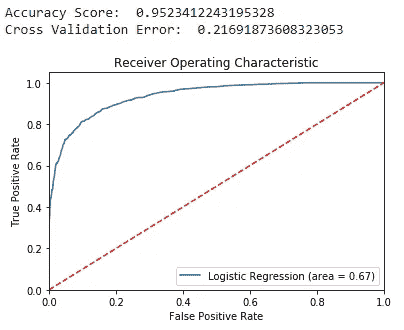 Accuracy Score:  0.9523412243195328
Cross Validation Error:  0.21691873608323053
Receiver Operating Characteristic
1.0
0.8
0.6
0.4
0.2
0.0
True Positive Rate
Logistic Regression (area = 0.67)
0.0 0.2 0.4 0.6 0.8 1.0
False Positive Rate